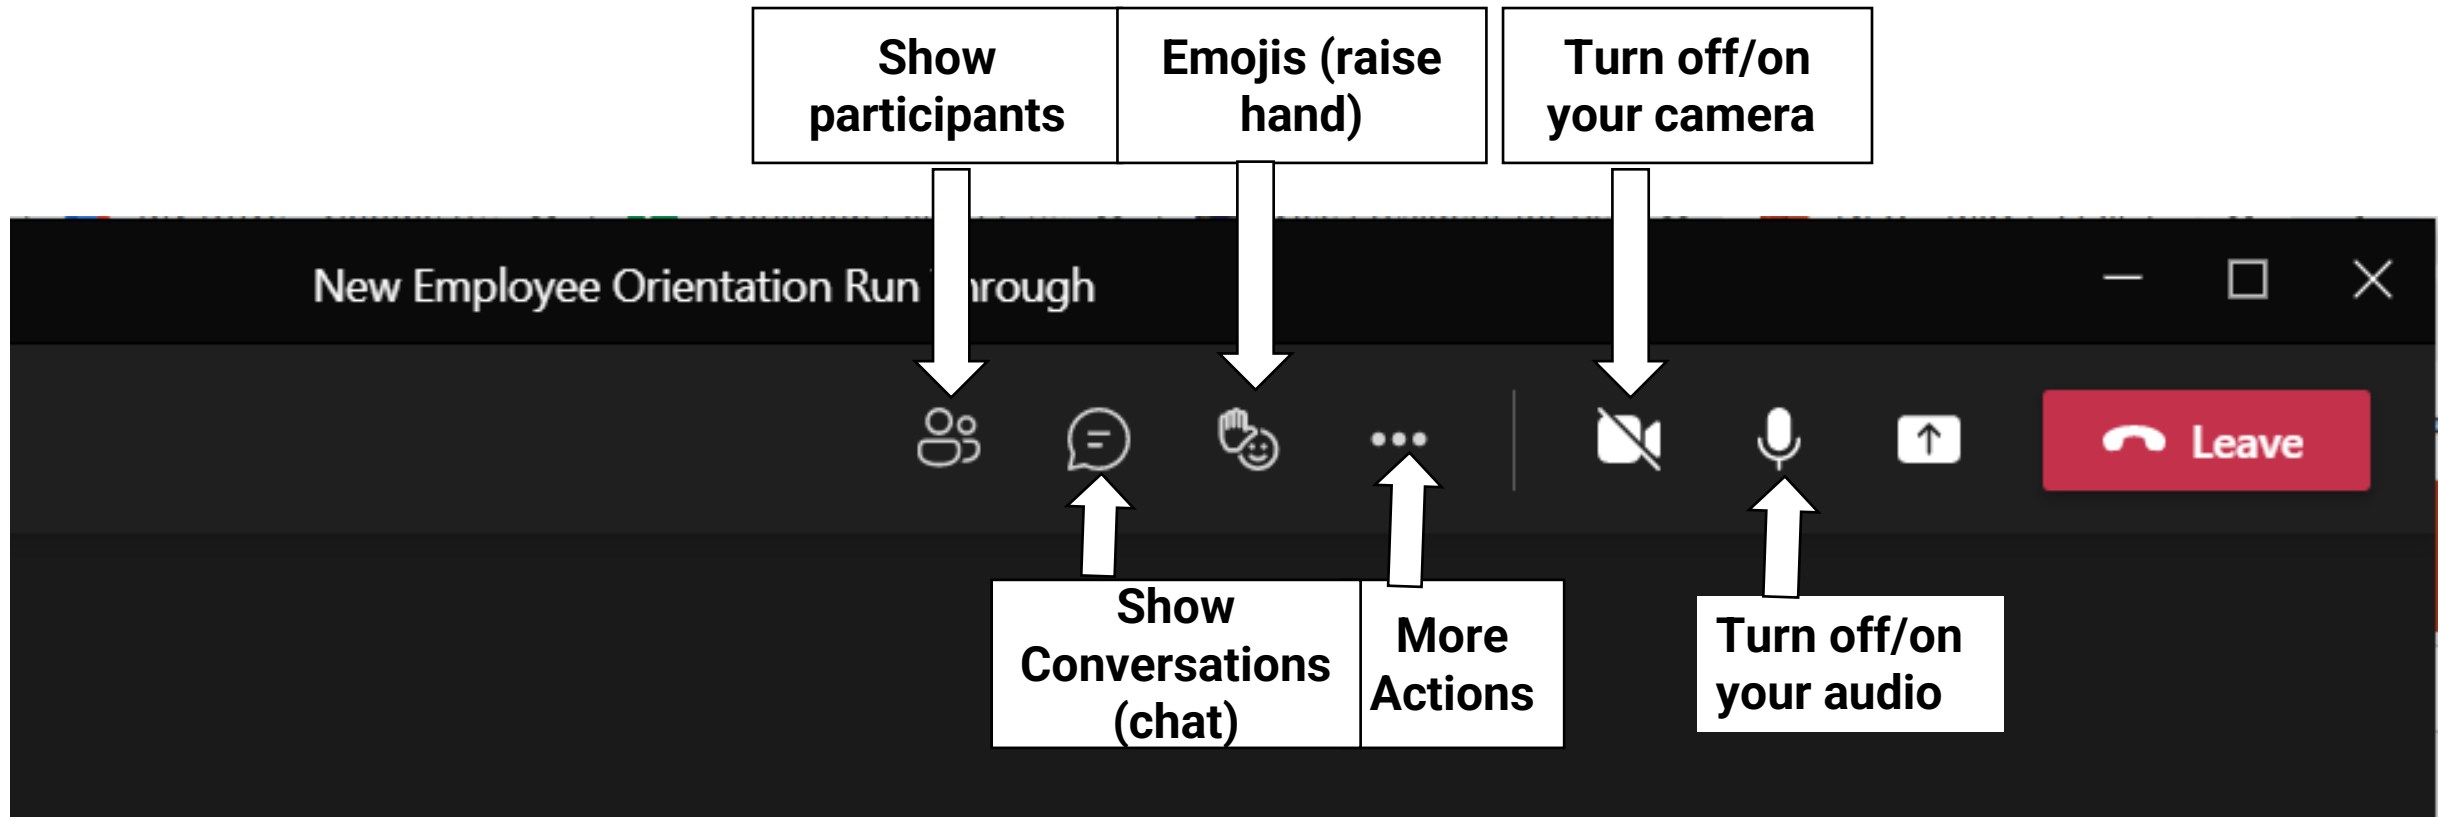 Show
participants
Emojis (raise
hand)
Turn off/on
your camera
New Employee Orientation Run hrough
Leave
Show
Conversations
(chat)
More
Actions
Turn off/on
your audio